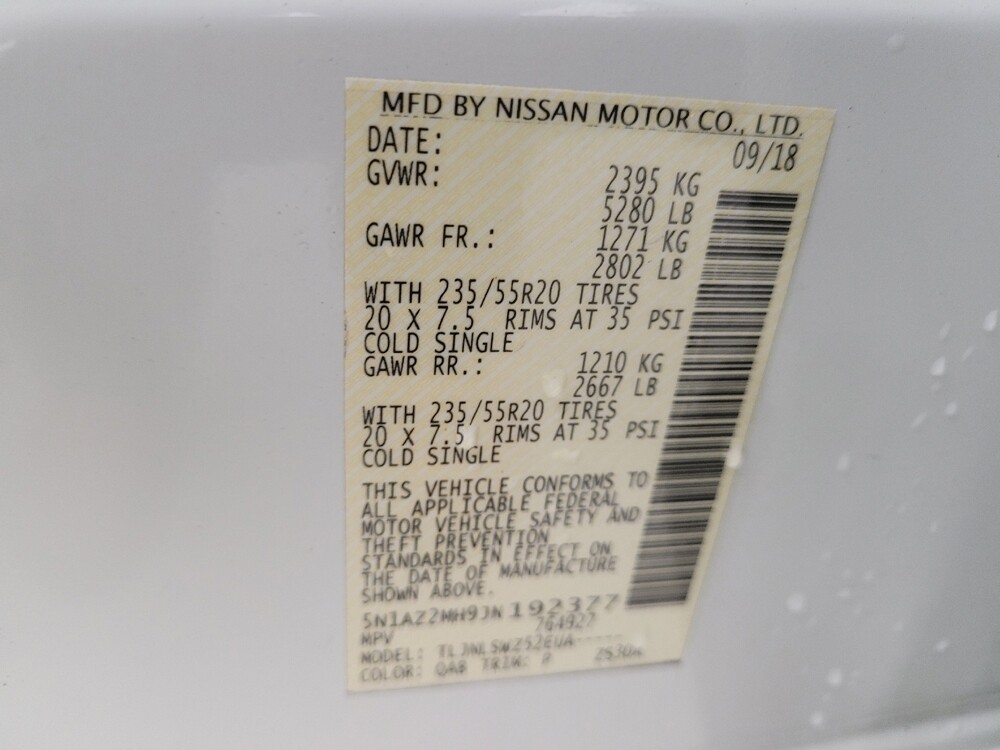 MFD BY NISSAN MOTOR CO., LTD.
DATE: 09/18
GVWR: 2395 KG
5280 LB
GAWR FR.: 1271 KG
2802 LB
WITH 235/55R20 TIRES
20 X 7.5 RIMS AT 35 PSI
COLD SINGLE
GAWR RR.: 1210 KG
2667 LB
WITH 235/55R20 TIRES
20 X 7.5 RIMS AT 35 PSI
COLD SINGLE
THIS VEHICLE CONFORMS TO
ALL APPLICABLE FEDERAL
MOTOR VEHICLE SAFETY AND
THEFT PREVENTION
STANDARDS IN EFFECT ON
THE DATE OF MANUFACTURE
SHOWN ABOVE.
5N1AZ2MH9JN192377
MPV 764927
MODEL:
COLOR: QAB TRIM: